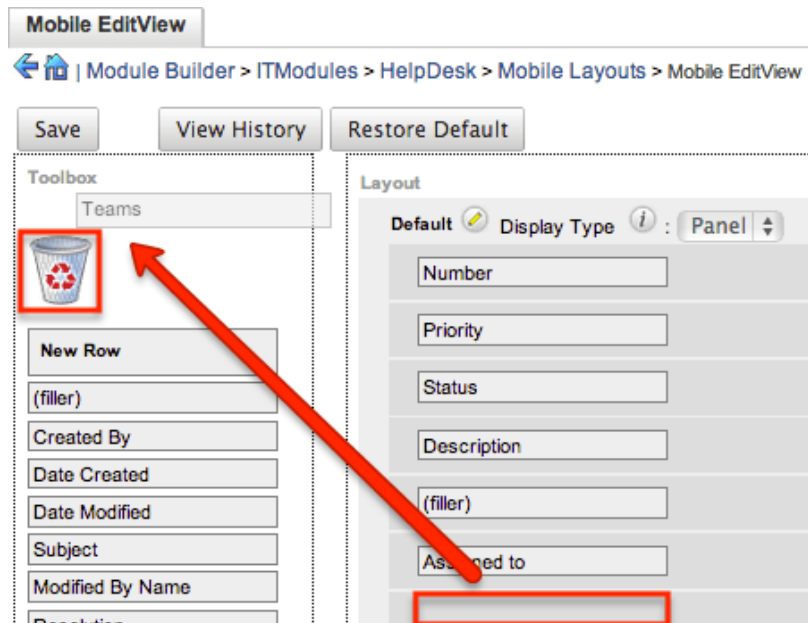 Mobile EditView
| Module Builder > ITModules > HelpDesk > Mobile Layouts > Mobile EditView
Save View History Restore Default
Toolbox
Teams
New Row
(filler)
Created By
Date Created
Date Modified
Subject
Modified By Name
Resolution
Layout
Default Display Type i : Panel
Number
Priority
Status
Description
(filler)
Assigned to